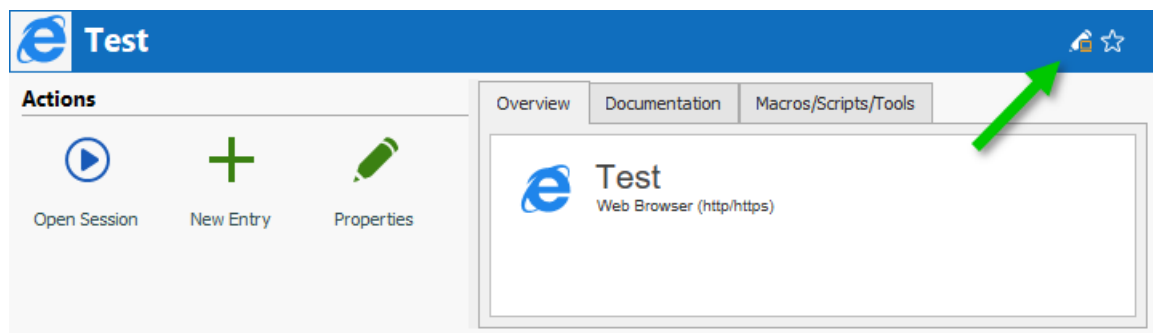 Test
Actions
Open Session
New Entry
Properties
Overview
Documentation
Macros/Scripts/Tools
Test
Web Browser (http/https)